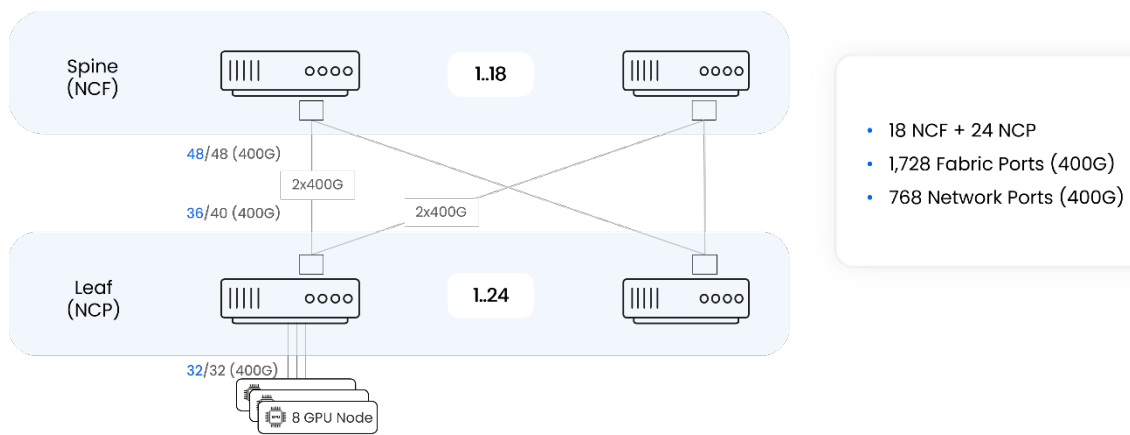 Spine
(NCF)
1..18
48/48 (400G)
2x400G
36/40 (400G)
2x400G
Leaf
(NCP)
1..24
32/32 (400G)
8 GPU Node
• 18 NCF + 24 NCP
• 1,728 Fabric Ports (400G)
• 768 Network Ports (400G)